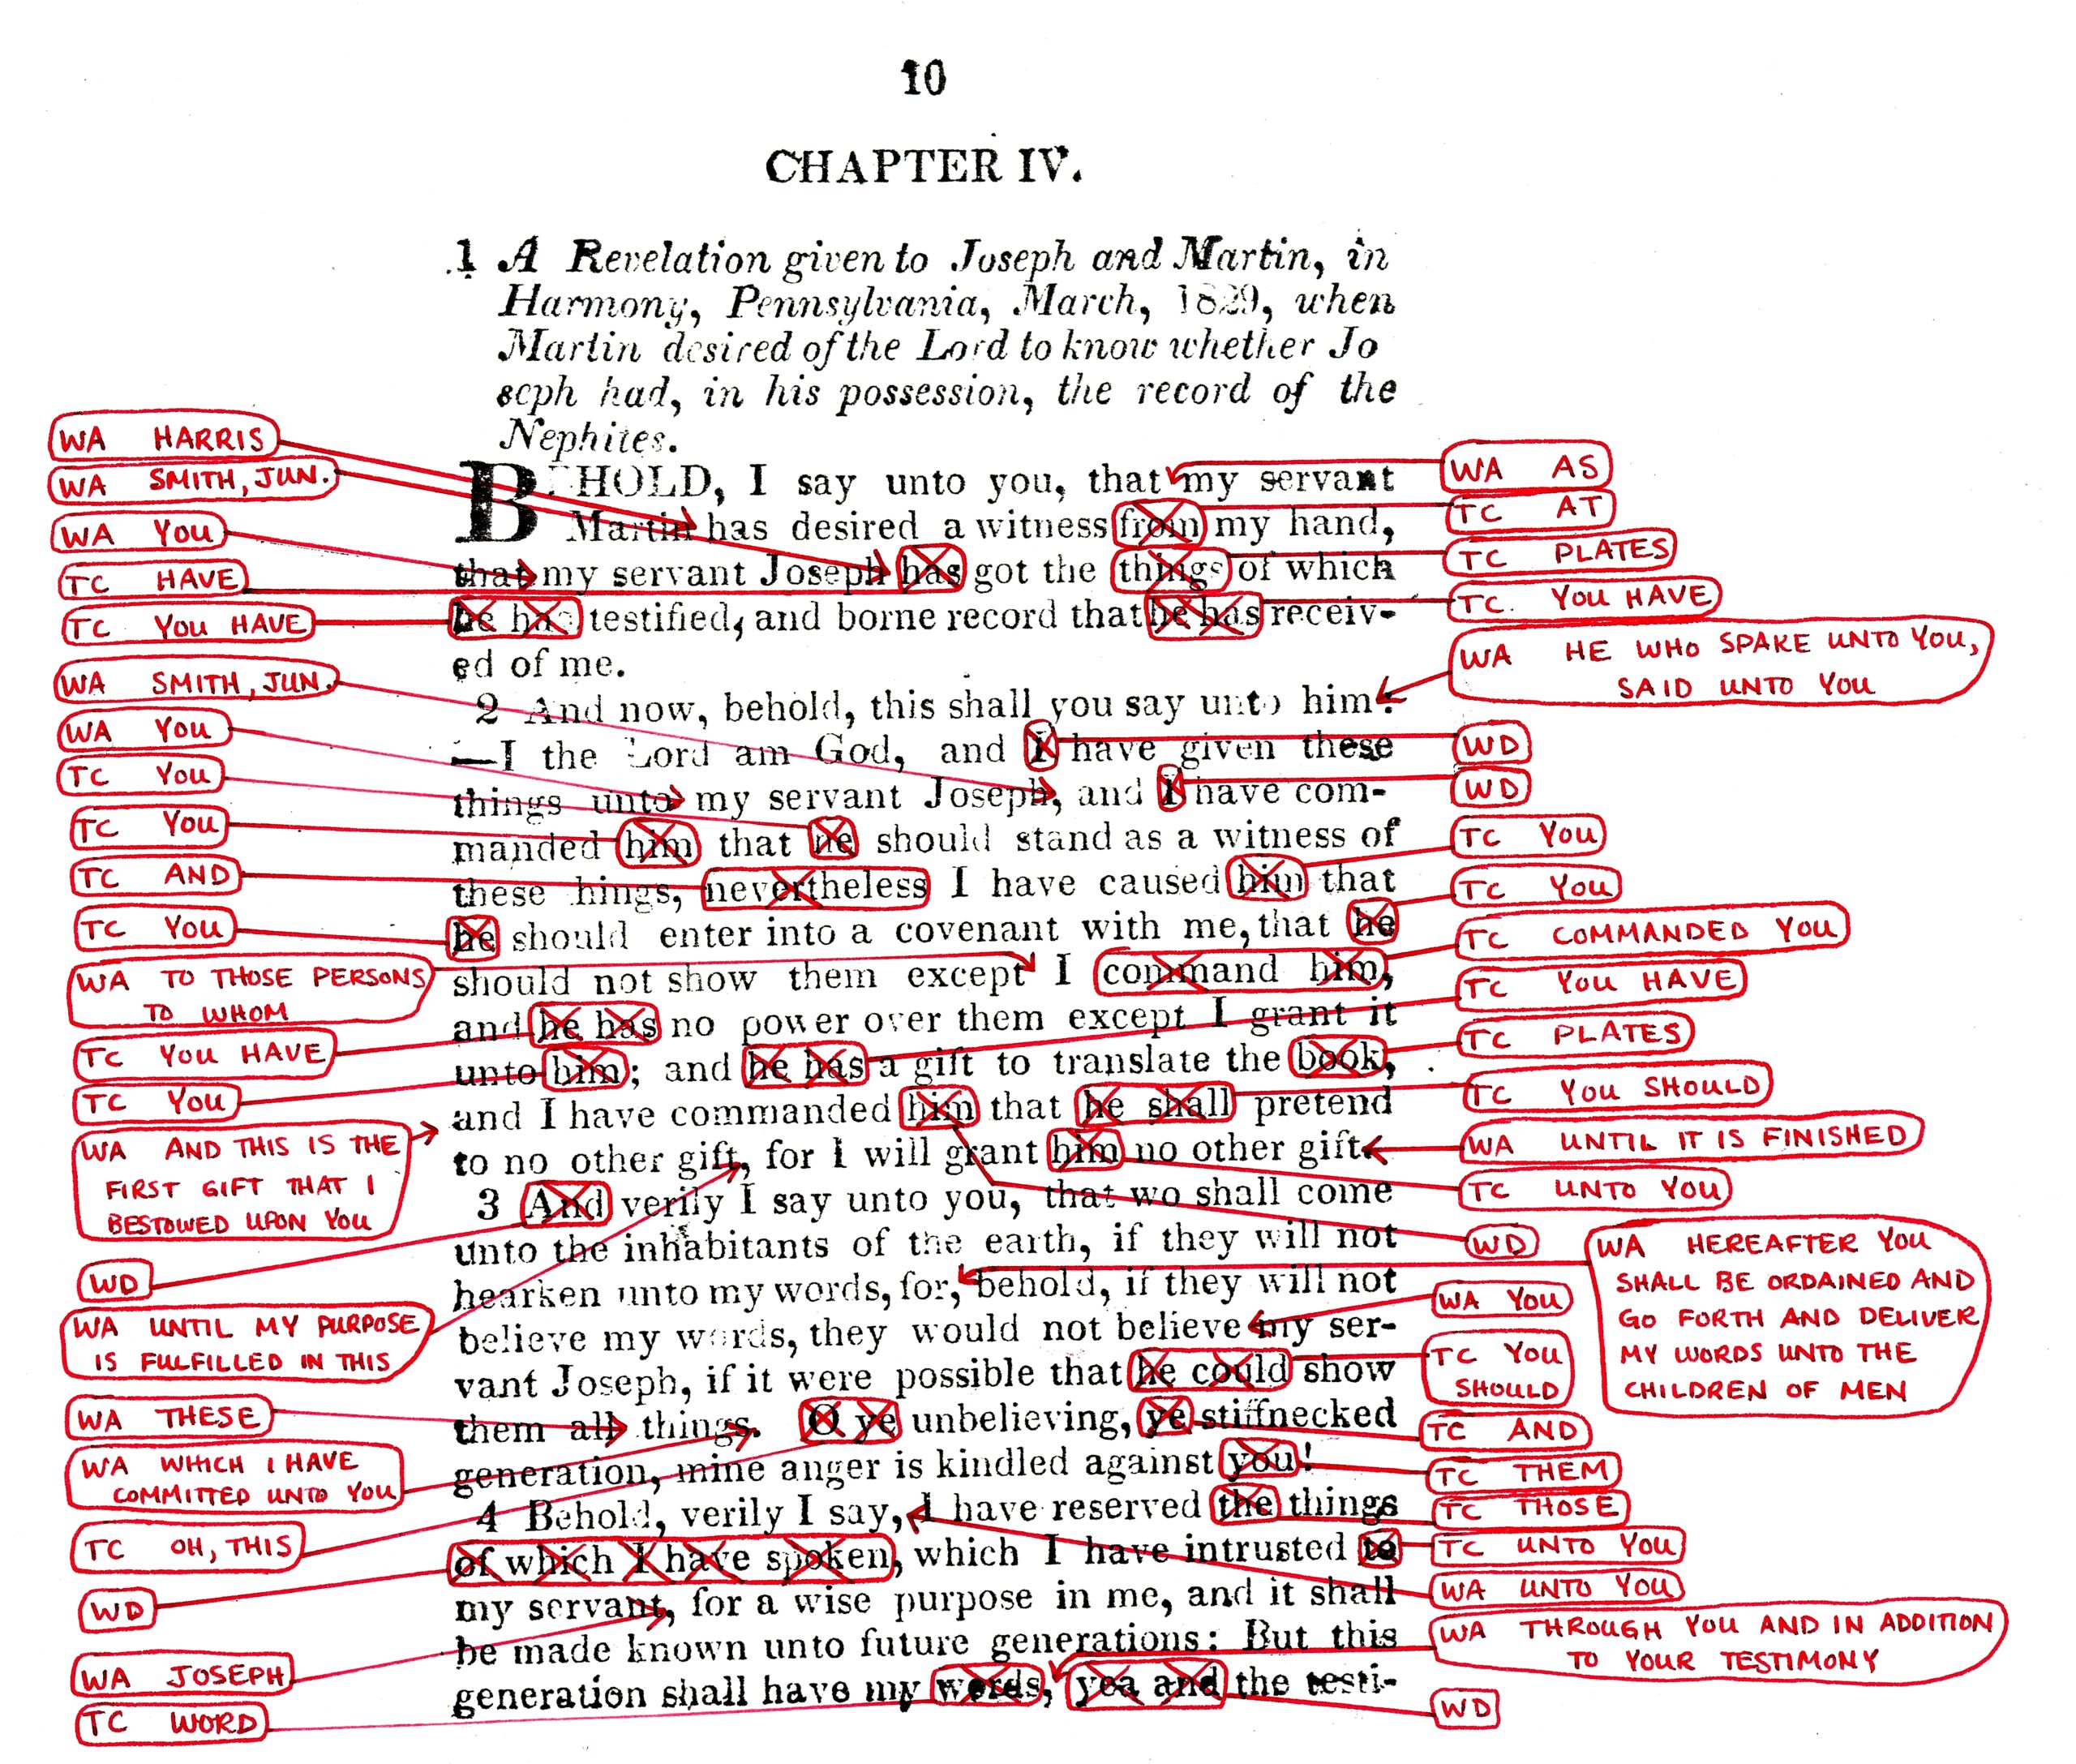 10
CHAPTER IV.
1 A Revelation given to Joseph and Martin, in
Harmony, Pennsylvania, March, 1829, when
Martin desired of the Lord to know whether Jo
seph had, in his possession, the record of the
Nephites.
BEHOLD, I say unto you, that my servant
Martin has desired a witness from my hand,
that my servant Joseph has got the things of which
he has testified, and borne record that he has receiv-
ed of me.
2 And now, behold, this shall you say unto him:
—I the Lord am God, and I have given these
things unto my servant Joseph, and I have com-
manded him that he should stand as a witness of
these hings, nevertheless I have caused him that
he should enter into a covenant with me, that he
should not show them except I command him,
and he has no power over them except I grant it
unto him; and he has a gift to translate the book,
and I have commanded him that he shall pretend
to no other gift, for I will grant him no other gift.
3 And verily I say unto you, that wo shall come
unto the inhabitants of the earth, if they will not
hearken unto my words, for, behold, if they will not
believe my words, they would not believe my ser-
vant Joseph, if it were possible that he could show
them all things. O ye unbelieving, ye stiffnecked
generation, mine anger is kindled against you!
4 Behold, verily I say, I have reserved the things
of which I have spoken, which I have intrusted to
my servant, for a wise purpose in me, and it shall
be made known unto future generations: But this
generation shall have my words, yea and the testi-
WA HARRIS
WA SMITH, JUN.
WA YOU
TC HAVE
TC YOU HAVE
WA SMITH, JUN.
WA YOU
TC YOU
TC YOU
TC AND
TC YOU
WA TO THOSE PERSONS
TO WHOM
TC YOU HAVE
TC YOU
WA AND THIS IS THE
FIRST GIFT THAT I
BESTOWED UPON YOU
WD
WA UNTIL MY PURPOSE
IS FULFILLED IN THIS
WA THESE
WA WHICH I HAVE
COMMITTED UNTO YOU
TC OH, THIS
WD
WA JOSEPH
TC WORD
WA AS
TC AT
TC PLATES
TC. YOU HAVE
WA HE WHO SPAKE UNTO YOU,
SAID UNTO YOU
WD
WD
TC YOU
TC YOU
TC COMMANDED YOU
TC YOU HAVE
TC PLATES
TC YOU SHOULD
WA UNTIL IT IS FINISHED
TC UNTO YOU
WD
WA HEREAFTER YOU
SHALL BE ORDAINED AND
GO FORTH AND DELIVER
MY WORDS UNTO THE
CHILDREN OF MEN
WA YOU
TC YOU
SHOULD
TC AND
TC THEM
TC THOSE
TC UNTO YOU
WA UNTO YOU
WA THROUGH YOU AND IN ADDITION
TO YOUR TESTIMONY
WD